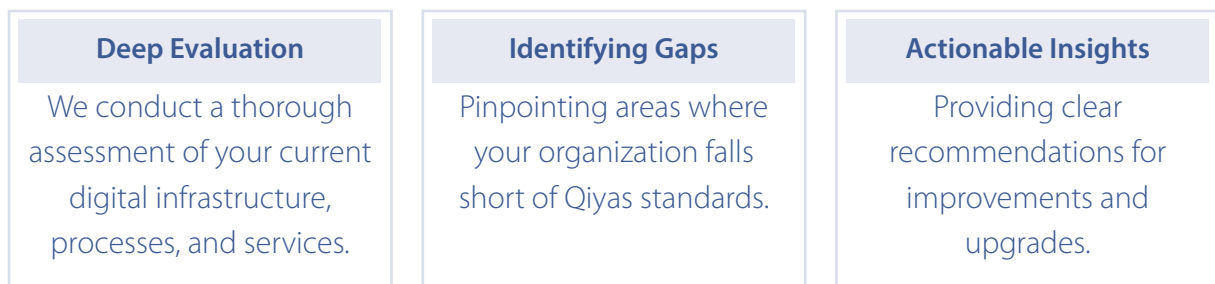 Deep Evaluation
We conduct a thorough
assessment of your current
digital infrastructure,
processes, and services.
Identifying Gaps
Pinpointing areas where
your organization falls
short of Qiyas standards.
Actionable Insights
Providing clear
recommendations for
improvements and
upgrades.